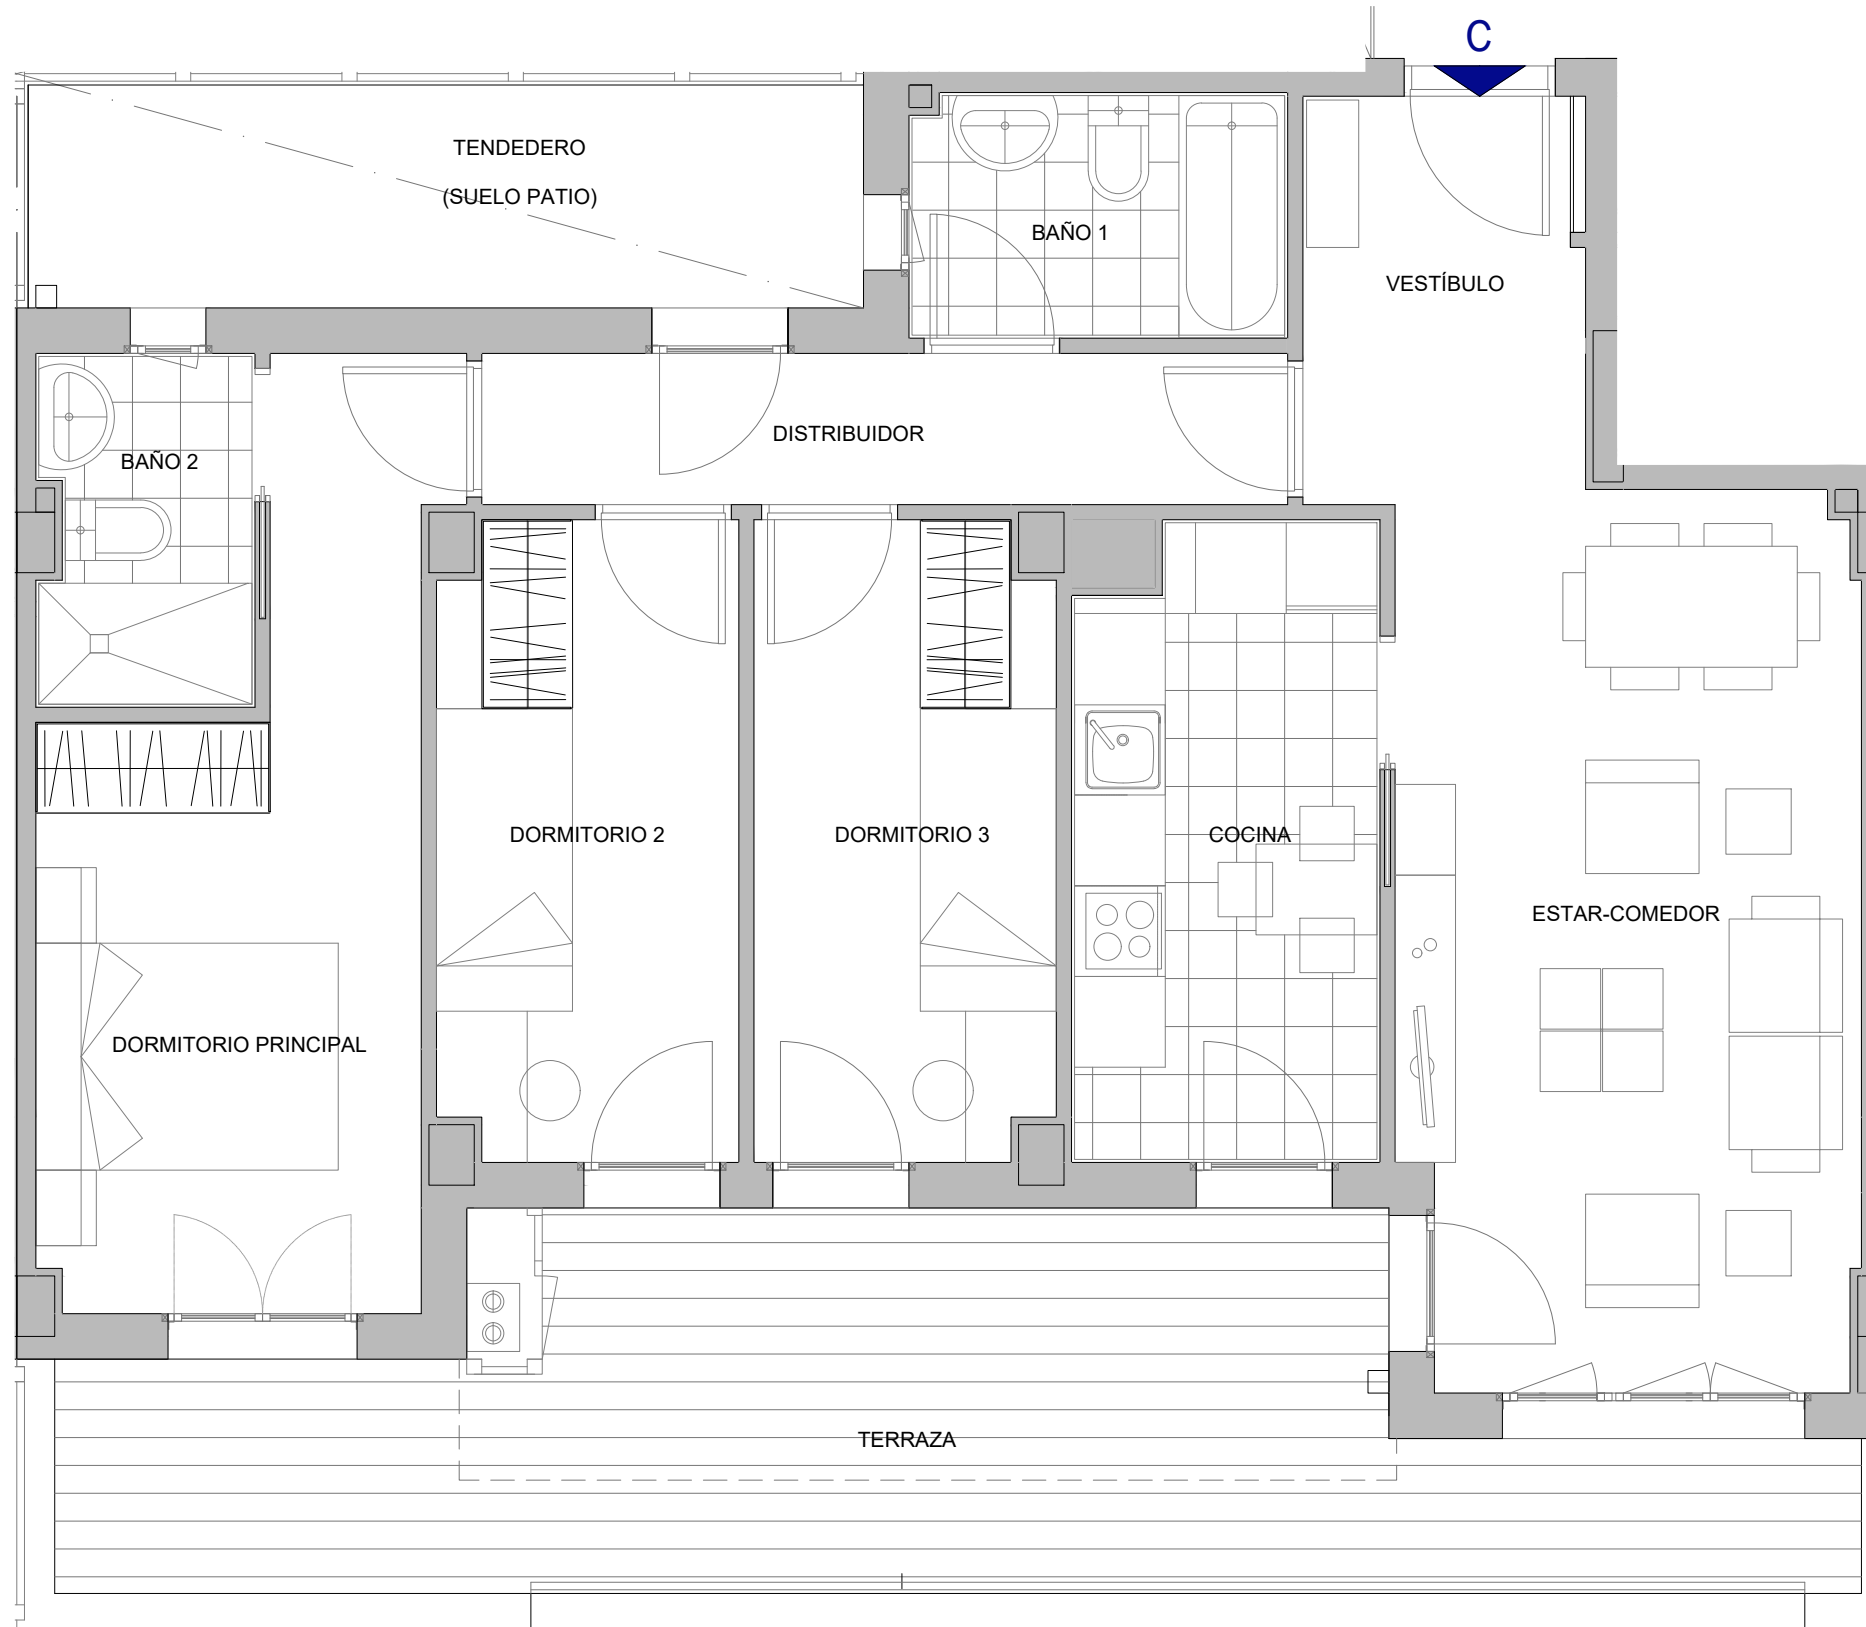 C
TENDEDERO
(SUELO PATIO)
BAÑO 1
VESTÍBULO
DISTRIBUIDOR
BAÑO 2
DORMITORIO 2
DORMITORIO 3
COCINA
ESTAR-COMEDOR
DORMITORIO PRINCIPAL
TERRAZA